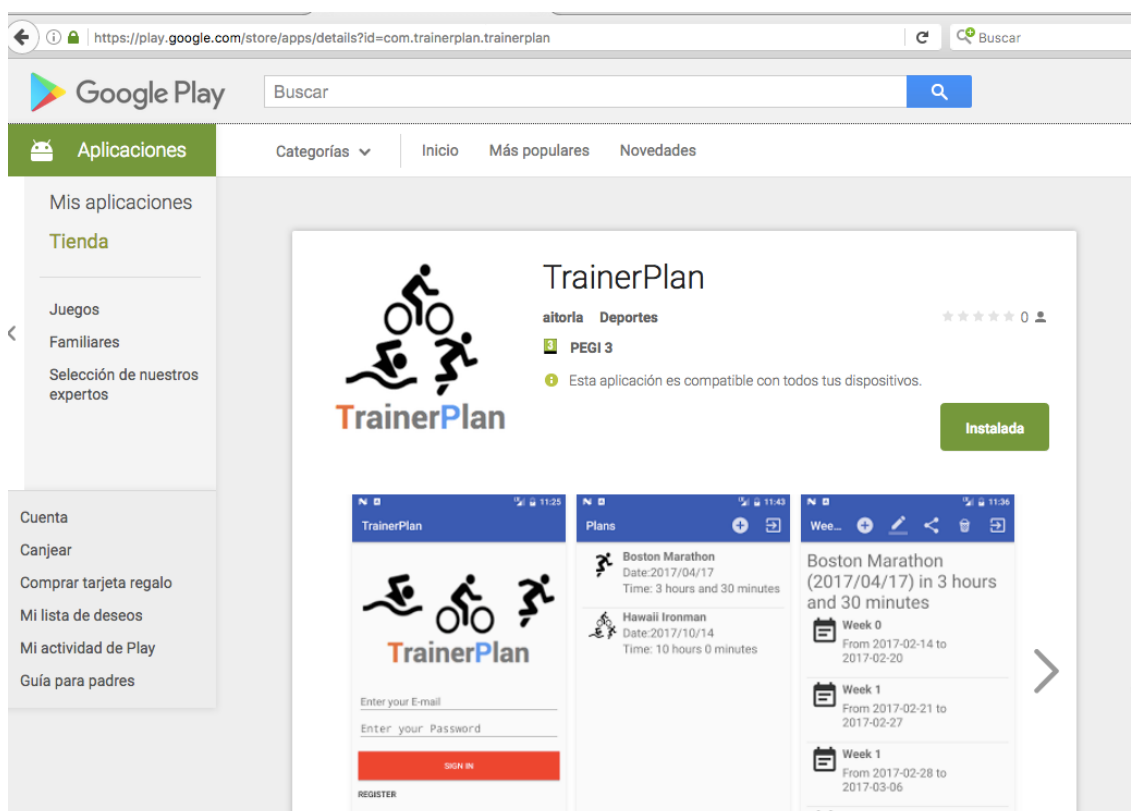 https://play.google.com/store/apps/details?id=com.trainerplan.trainerplan
Buscar
Google Play
Buscar
Aplicaciones
Categorías
Inicio
Más populares
Novedades
Mis aplicaciones
Tienda
Juegos
Familiares
Selección de nuestros
expertos
Cuenta
Canjear
Comprar tarjeta regalo
Mi lista de deseos
Mi actividad de Play
Guía para padres
TrainerPlan
TrainerPlan
aitorla Deportes
0
3 PEGI 3
Esta aplicación es compatible con todos tus dispositivos.
Instalada
11:25
TrainerPlan
TrainerPlan
Enter your E-mail
Enter your Password
SIGN IN
REGISTER
11:43
Plans
Boston Marathon
Date:2017/04/17
Time: 3 hours and 30 minutes
Hawaii Ironman
Date:2017/10/14
Time: 10 hours 0 minutes
11:36
Wee...
Boston Marathon
(2017/04/17) in 3 hours
and 30 minutes
Week 0
From 2017-02-14 to
2017-02-20
Week 1
From 2017-02-21 to
2017-02-27
Week 1
From 2017-02-28 to
2017-03-06